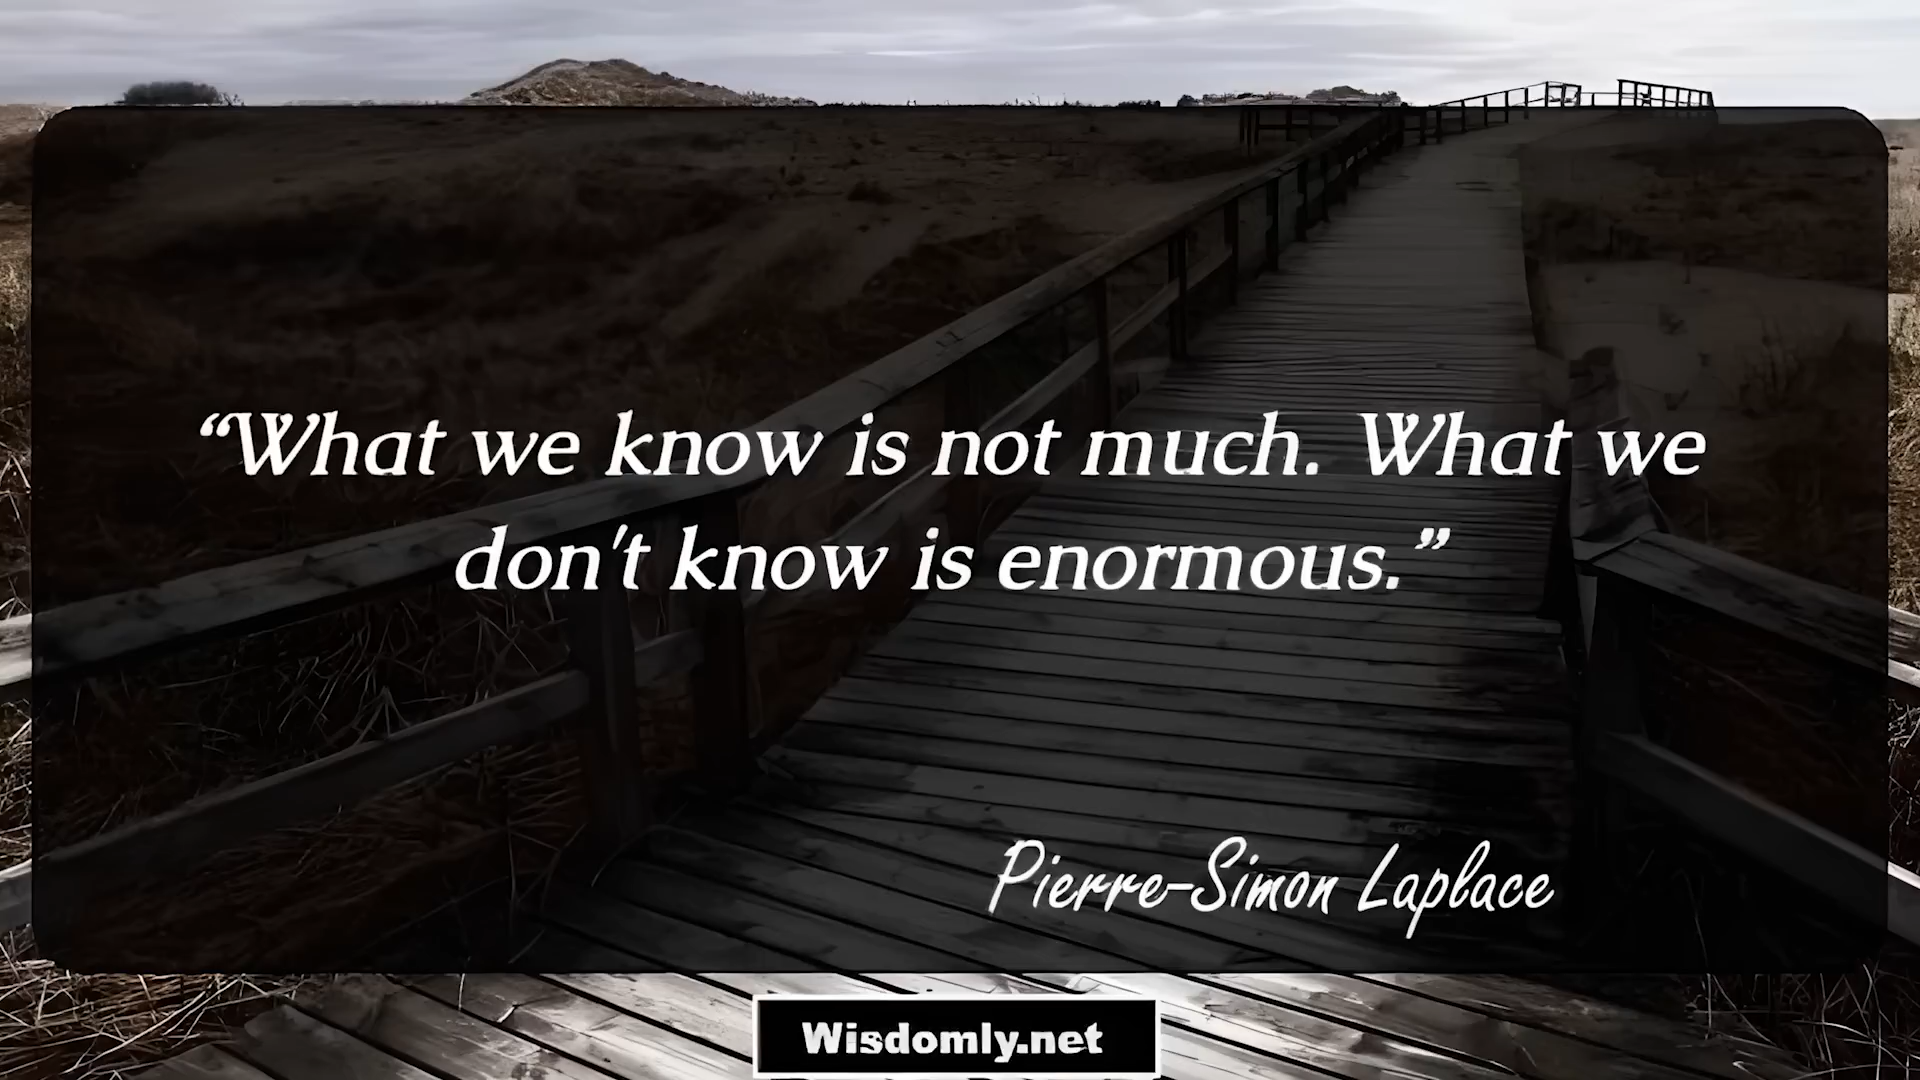 “What we know is not much. What we
don't know is enormous.”
Pierre-Simon Laplace
Wisdomly.net